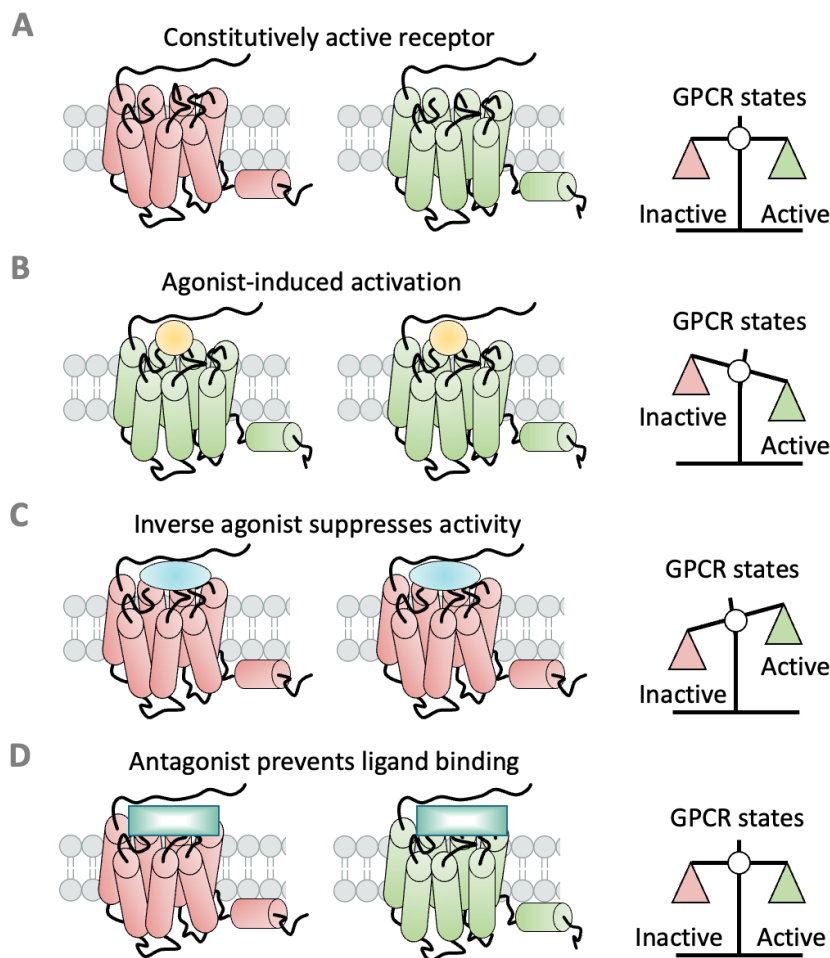 A
Constitutively active receptor
GPCR states
Inactive
Active
B
Agonist-induced activation
GPCR states
Inactive
Active
C
Inverse agonist suppresses activity
GPCR states
Inactive
Active
D
Antagonist prevents ligand binding
GPCR states
Inactive
Active